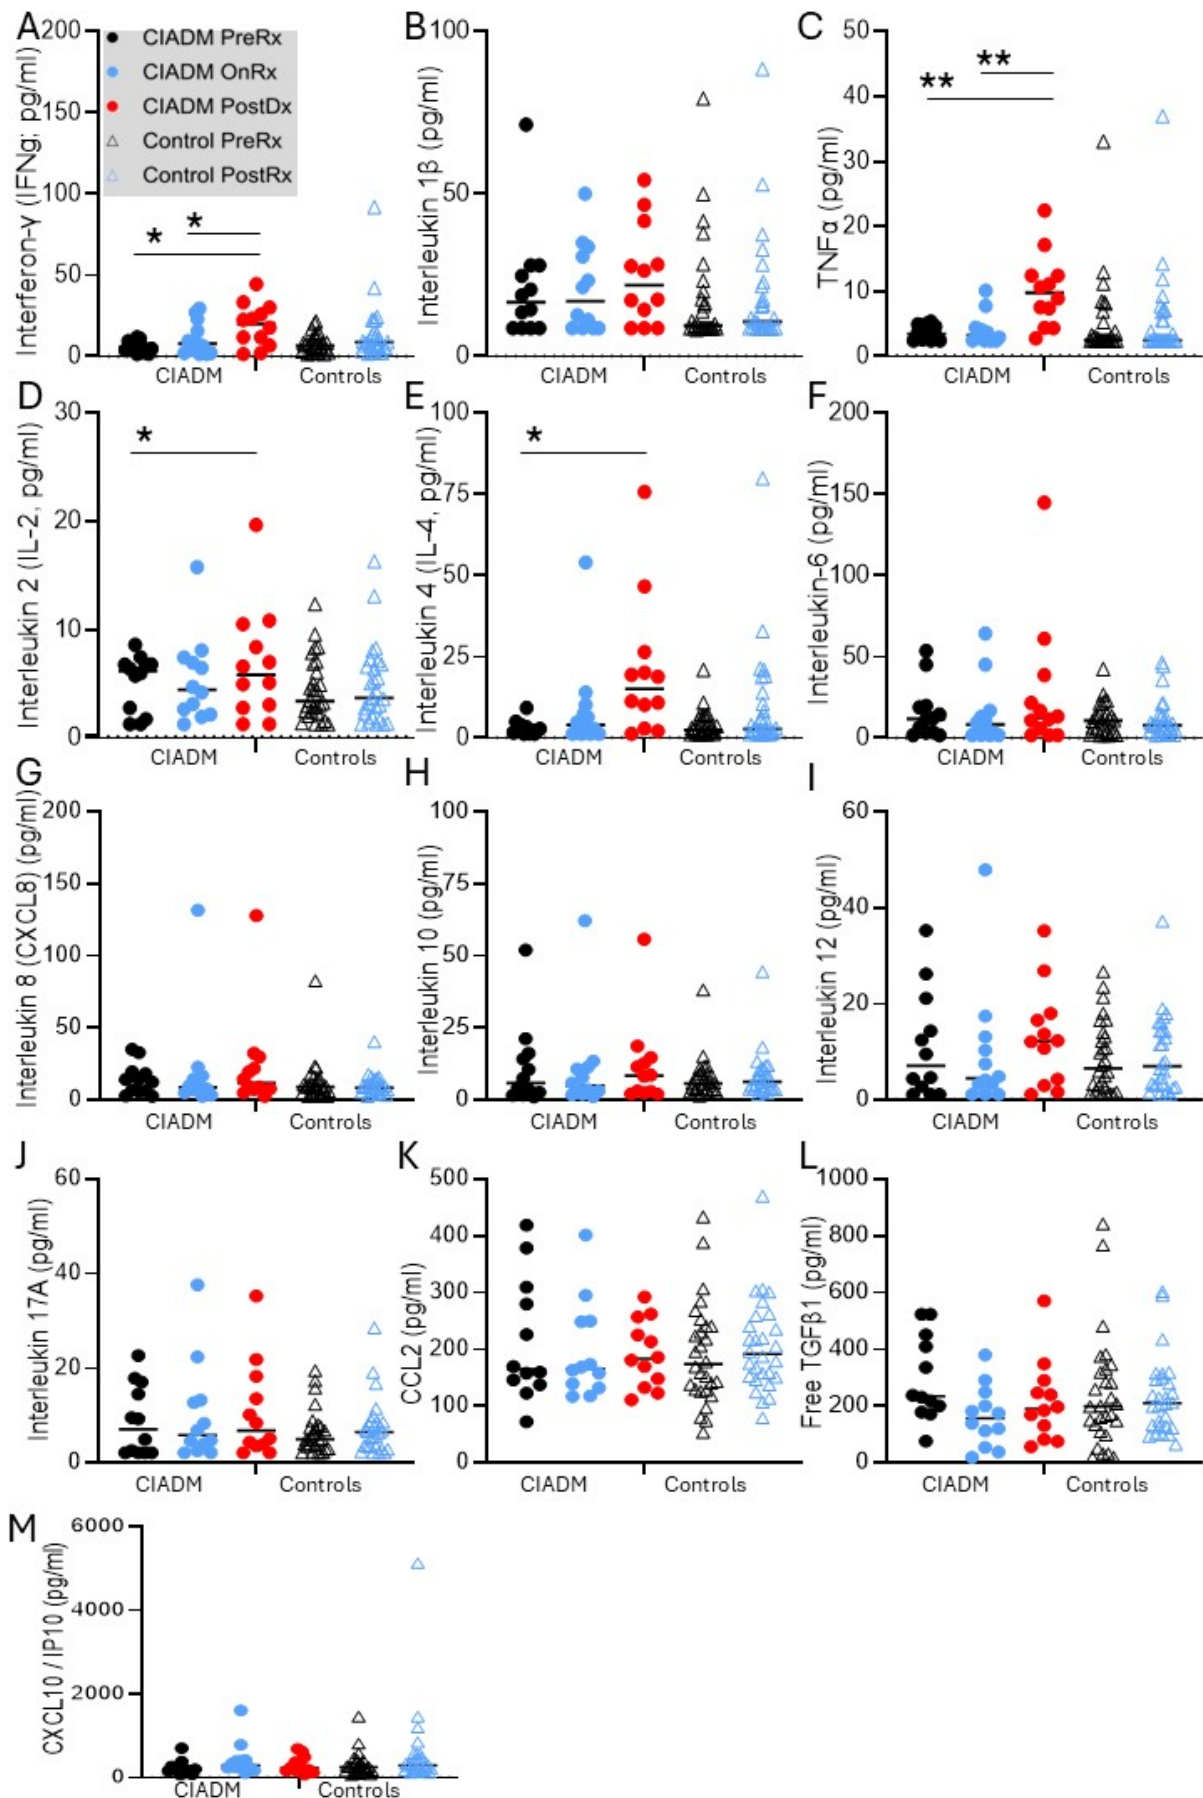 A
Interferon-γ (IFNg; pg/ml)
200
150
100
50
0
CIADM PreRx
CIADM OnRx
CIADM PostDx
Control PreRx
Control PostRx
*
*
CIADM Controls
B
Interleukin 1β (pg/ml)
100
50
0
CIADM Controls
C
TNFα (pg/ml)
50
40
30
20
10
0
**
**
CIADM Controls
D
Interleukin 2 (IL-2, pg/ml)
30
20
10
0
*
CIADM Controls
E
Interleukin 4 (IL-4, pg/ml)
100
75
50
25
0
*
CIADM Controls
F
Interleukin-6 (pg/ml)
200
150
100
50
0
CIADM Controls
G
Interleukin 8 (CXCL8) (pg/ml)
200
150
100
50
0
CIADM Controls
H
Interleukin 10 (pg/ml)
100
75
50
25
0
CIADM Controls
I
Interleukin 12 (pg/ml)
60
40
20
0
CIADM Controls
J
Interleukin 17A (pg/ml)
60
40
20
0
CIADM Controls
K
CCL2 (pg/ml)
500
400
300
200
100
0
CIADM Controls
L
Free TGFβ1 (pg/ml)
1000
800
600
400
200
0
CIADM Controls
M
CXCL10 / IP10 (pg/ml)
6000
4000
2000
0
CIADM Controls